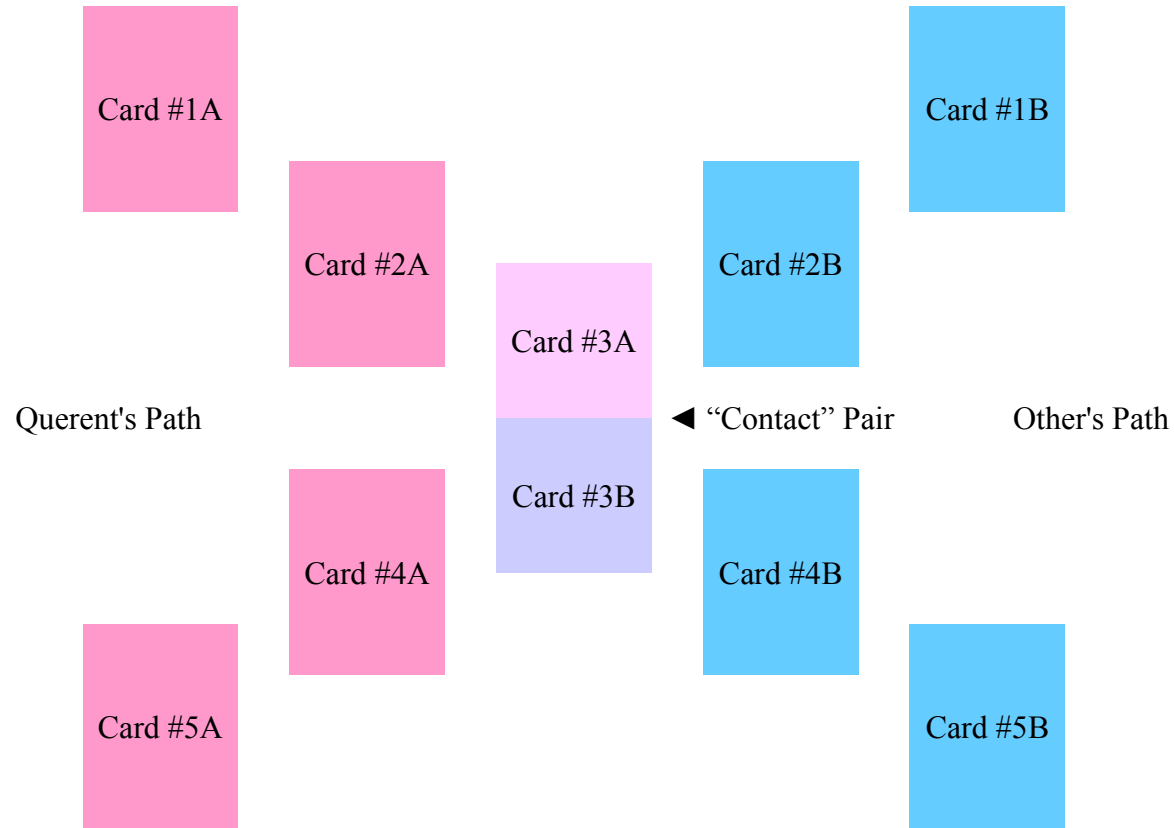 Card #1A
Card #1B
Card #2A
Card #2B
Card #3A
Querent's Path
◄ “Contact” Pair
Other's Path
Card #3B
Card #4A
Card #4B
Card #5A
Card #5B